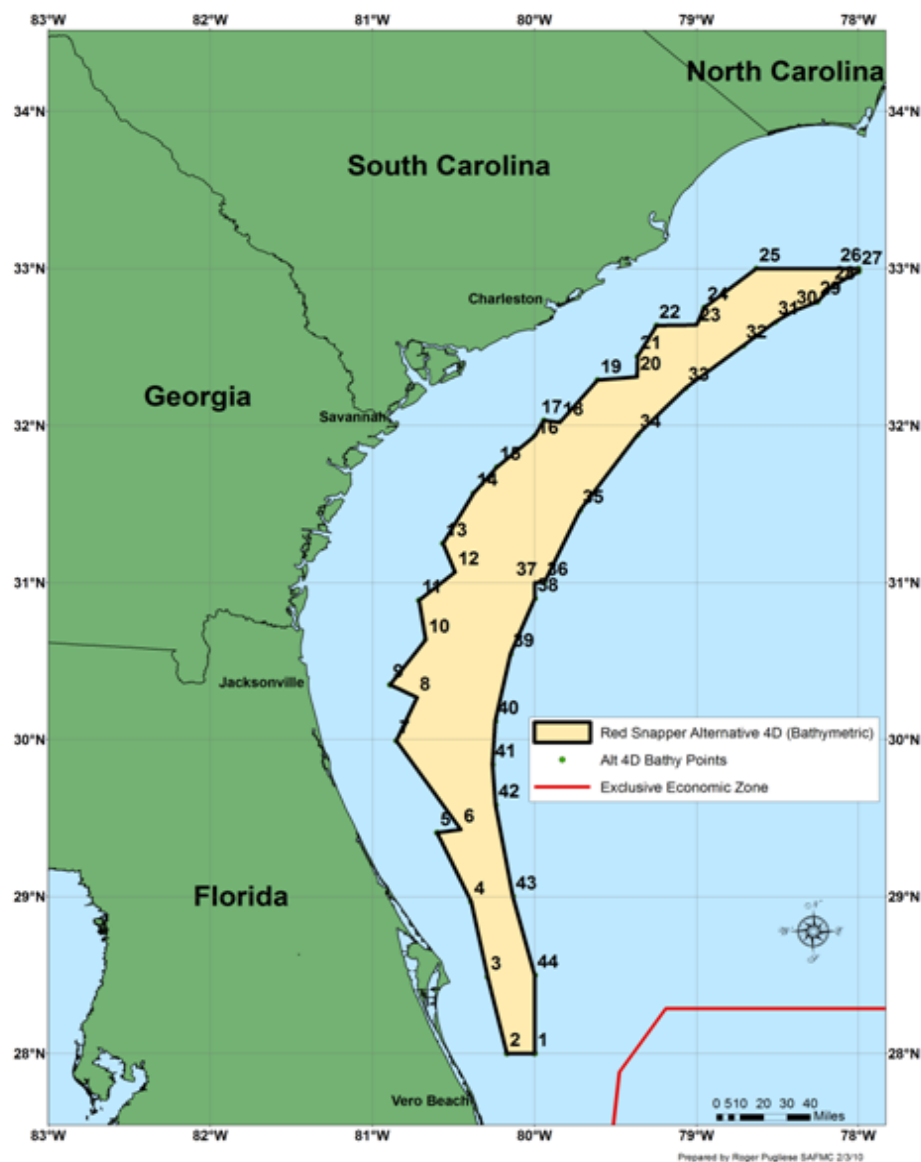 83°W 82°W 81°W 80°W 79°W 78°W
North Carolina
34°N 34°N
South Carolina
33°N 25 26 27 33°N
28
24 29
Charleston 30
22 23 31
32
21
19 20 33
Georgia
17 18
Savannah 34
32°N 16 32°N
15
14
35
13
12
37 36
31°N 11 38 31°N
10
39
9
Jacksonville 8
40
7
Red Snapper Alternative 4D (Bathymetric)
30°N 41 Alt 4D Bathy Points 30°N
42 Exclusive Economic Zone
5 6
29°N Florida 4 43 29°N
3 44
28°N 2 1 28°N
Vero Beach
0 5 10 20 30 40
Miles
83°W 82°W 81°W 80°W 79°W 78°W
Prepared by Roger Pugliese SAFMC 2/3/10